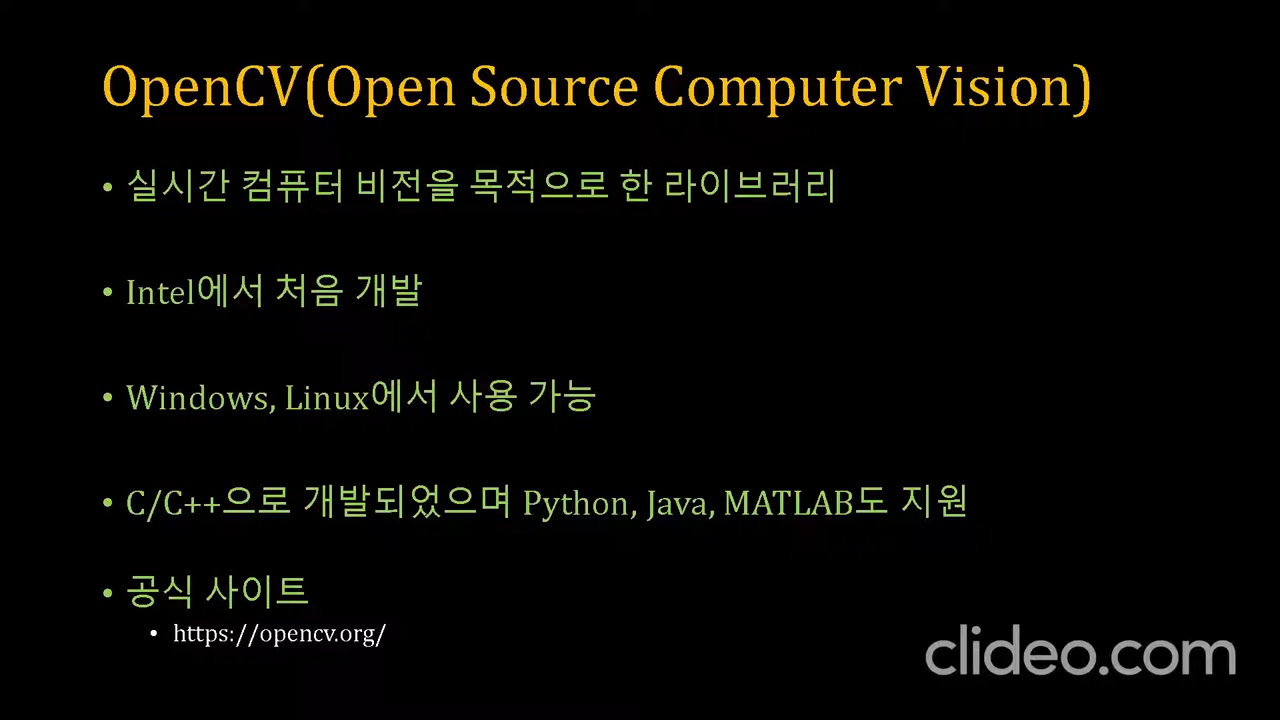 OpenCV(Open Source Computer Vision)
• 실시간 컴퓨터 비전을 목적으로 한 라이브러리
• Intel에서 처음 개발
• Windows, Linux에서 사용 가능
• C/C++으로 개발되었으며 Python, Java, MATLAB도 지원
• 공식 사이트
• https://opencv.org/
clideo.com